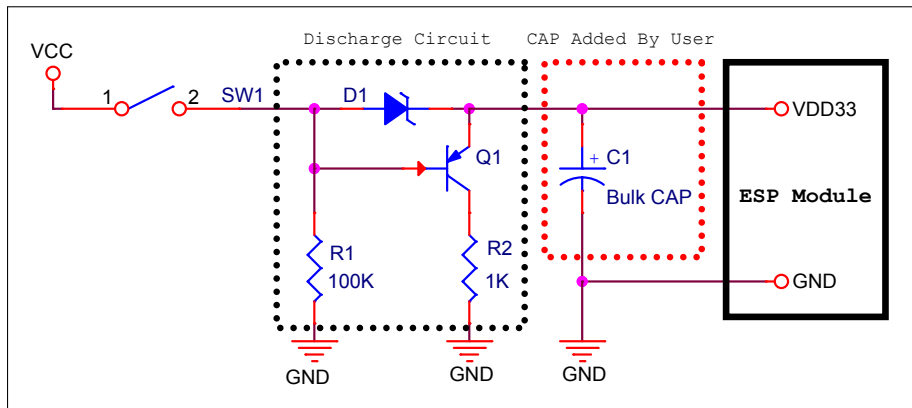 Discharge Circuit
CAP Added By User
VCC
1
2
SW1
D1
VDD33
Q1
+ C1
Bulk CAP
ESP Module
R1
100K
R2
1K
GND
GND
GND
GND